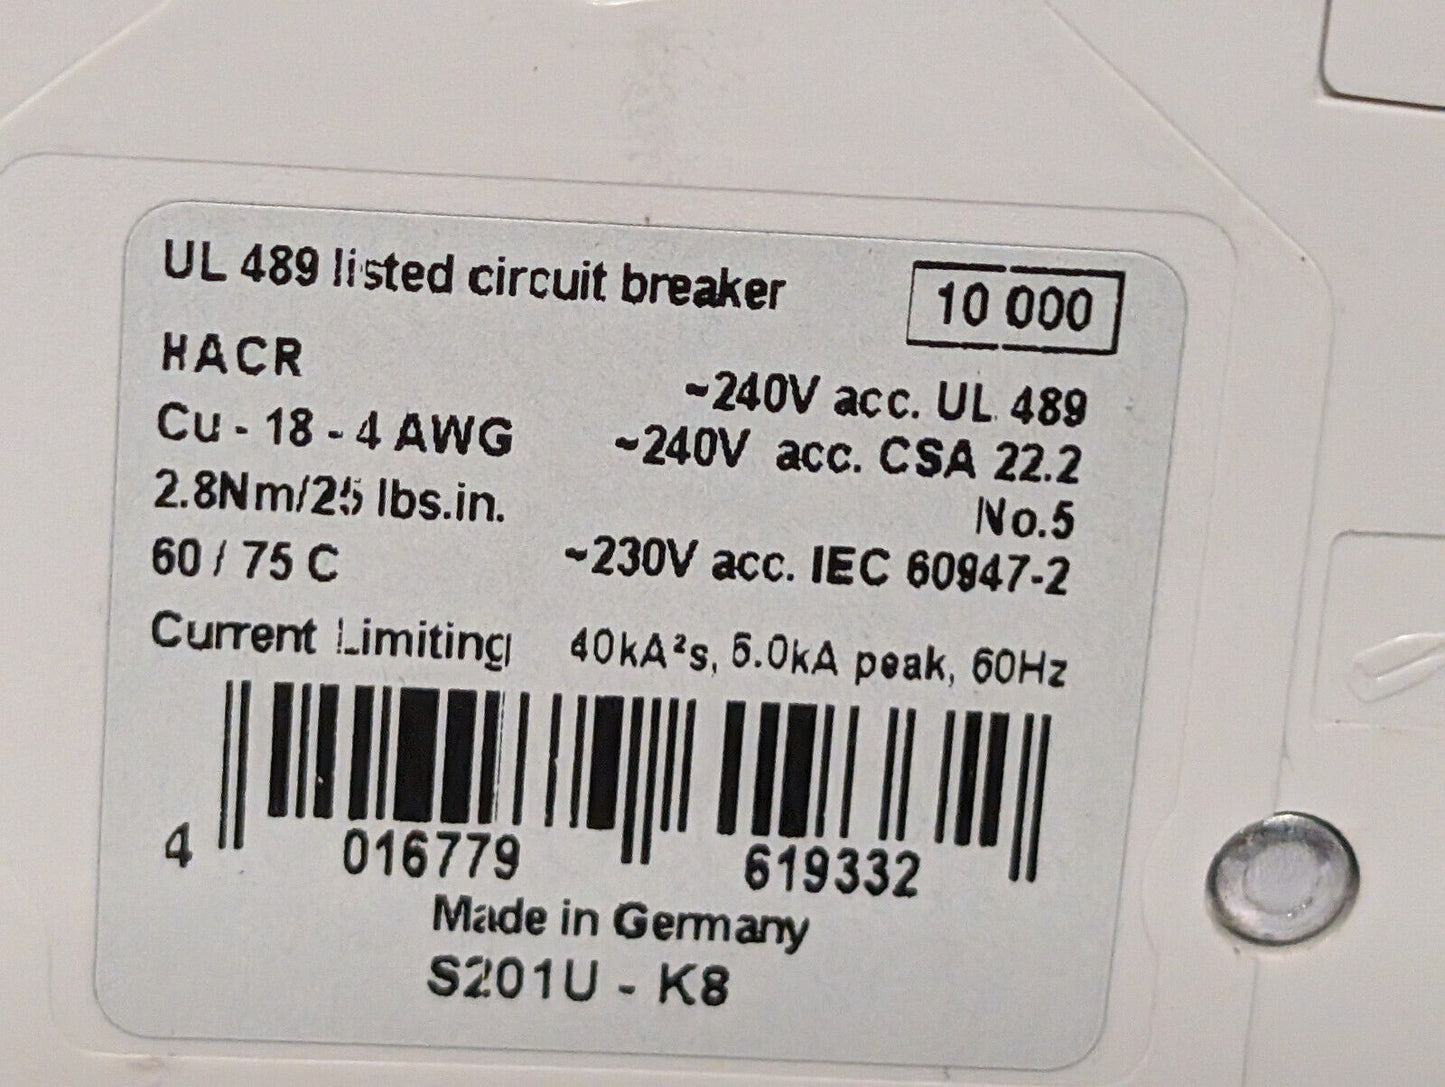 UL 489 listed circuit breaker
10 000
HACR
~240V acc. UL 489
Cu - 18 - 4 AWG
~240V acc. CSA 22.2
No.5
2.8Nm/25 lbs.in.
60 / 75 C
~230V acc. IEC 60947-2
Current Limiting 40kA²s, 6.0kA peak, 60Hz
4 016779 619332
Made in Germany
S201U - K8